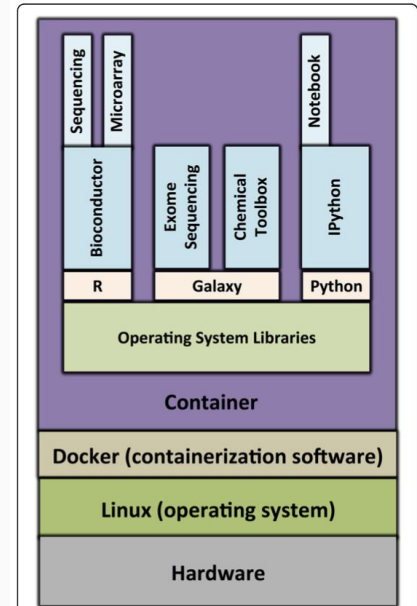 Sequencing
Microarray
Notebook
Bioconductor
Exome
Sequencing
Chemical
Toolbox
IPython
R
Galaxy
Python
Operating System Libraries
Container
Docker (containerization software)
Linux (operating system)
Hardware